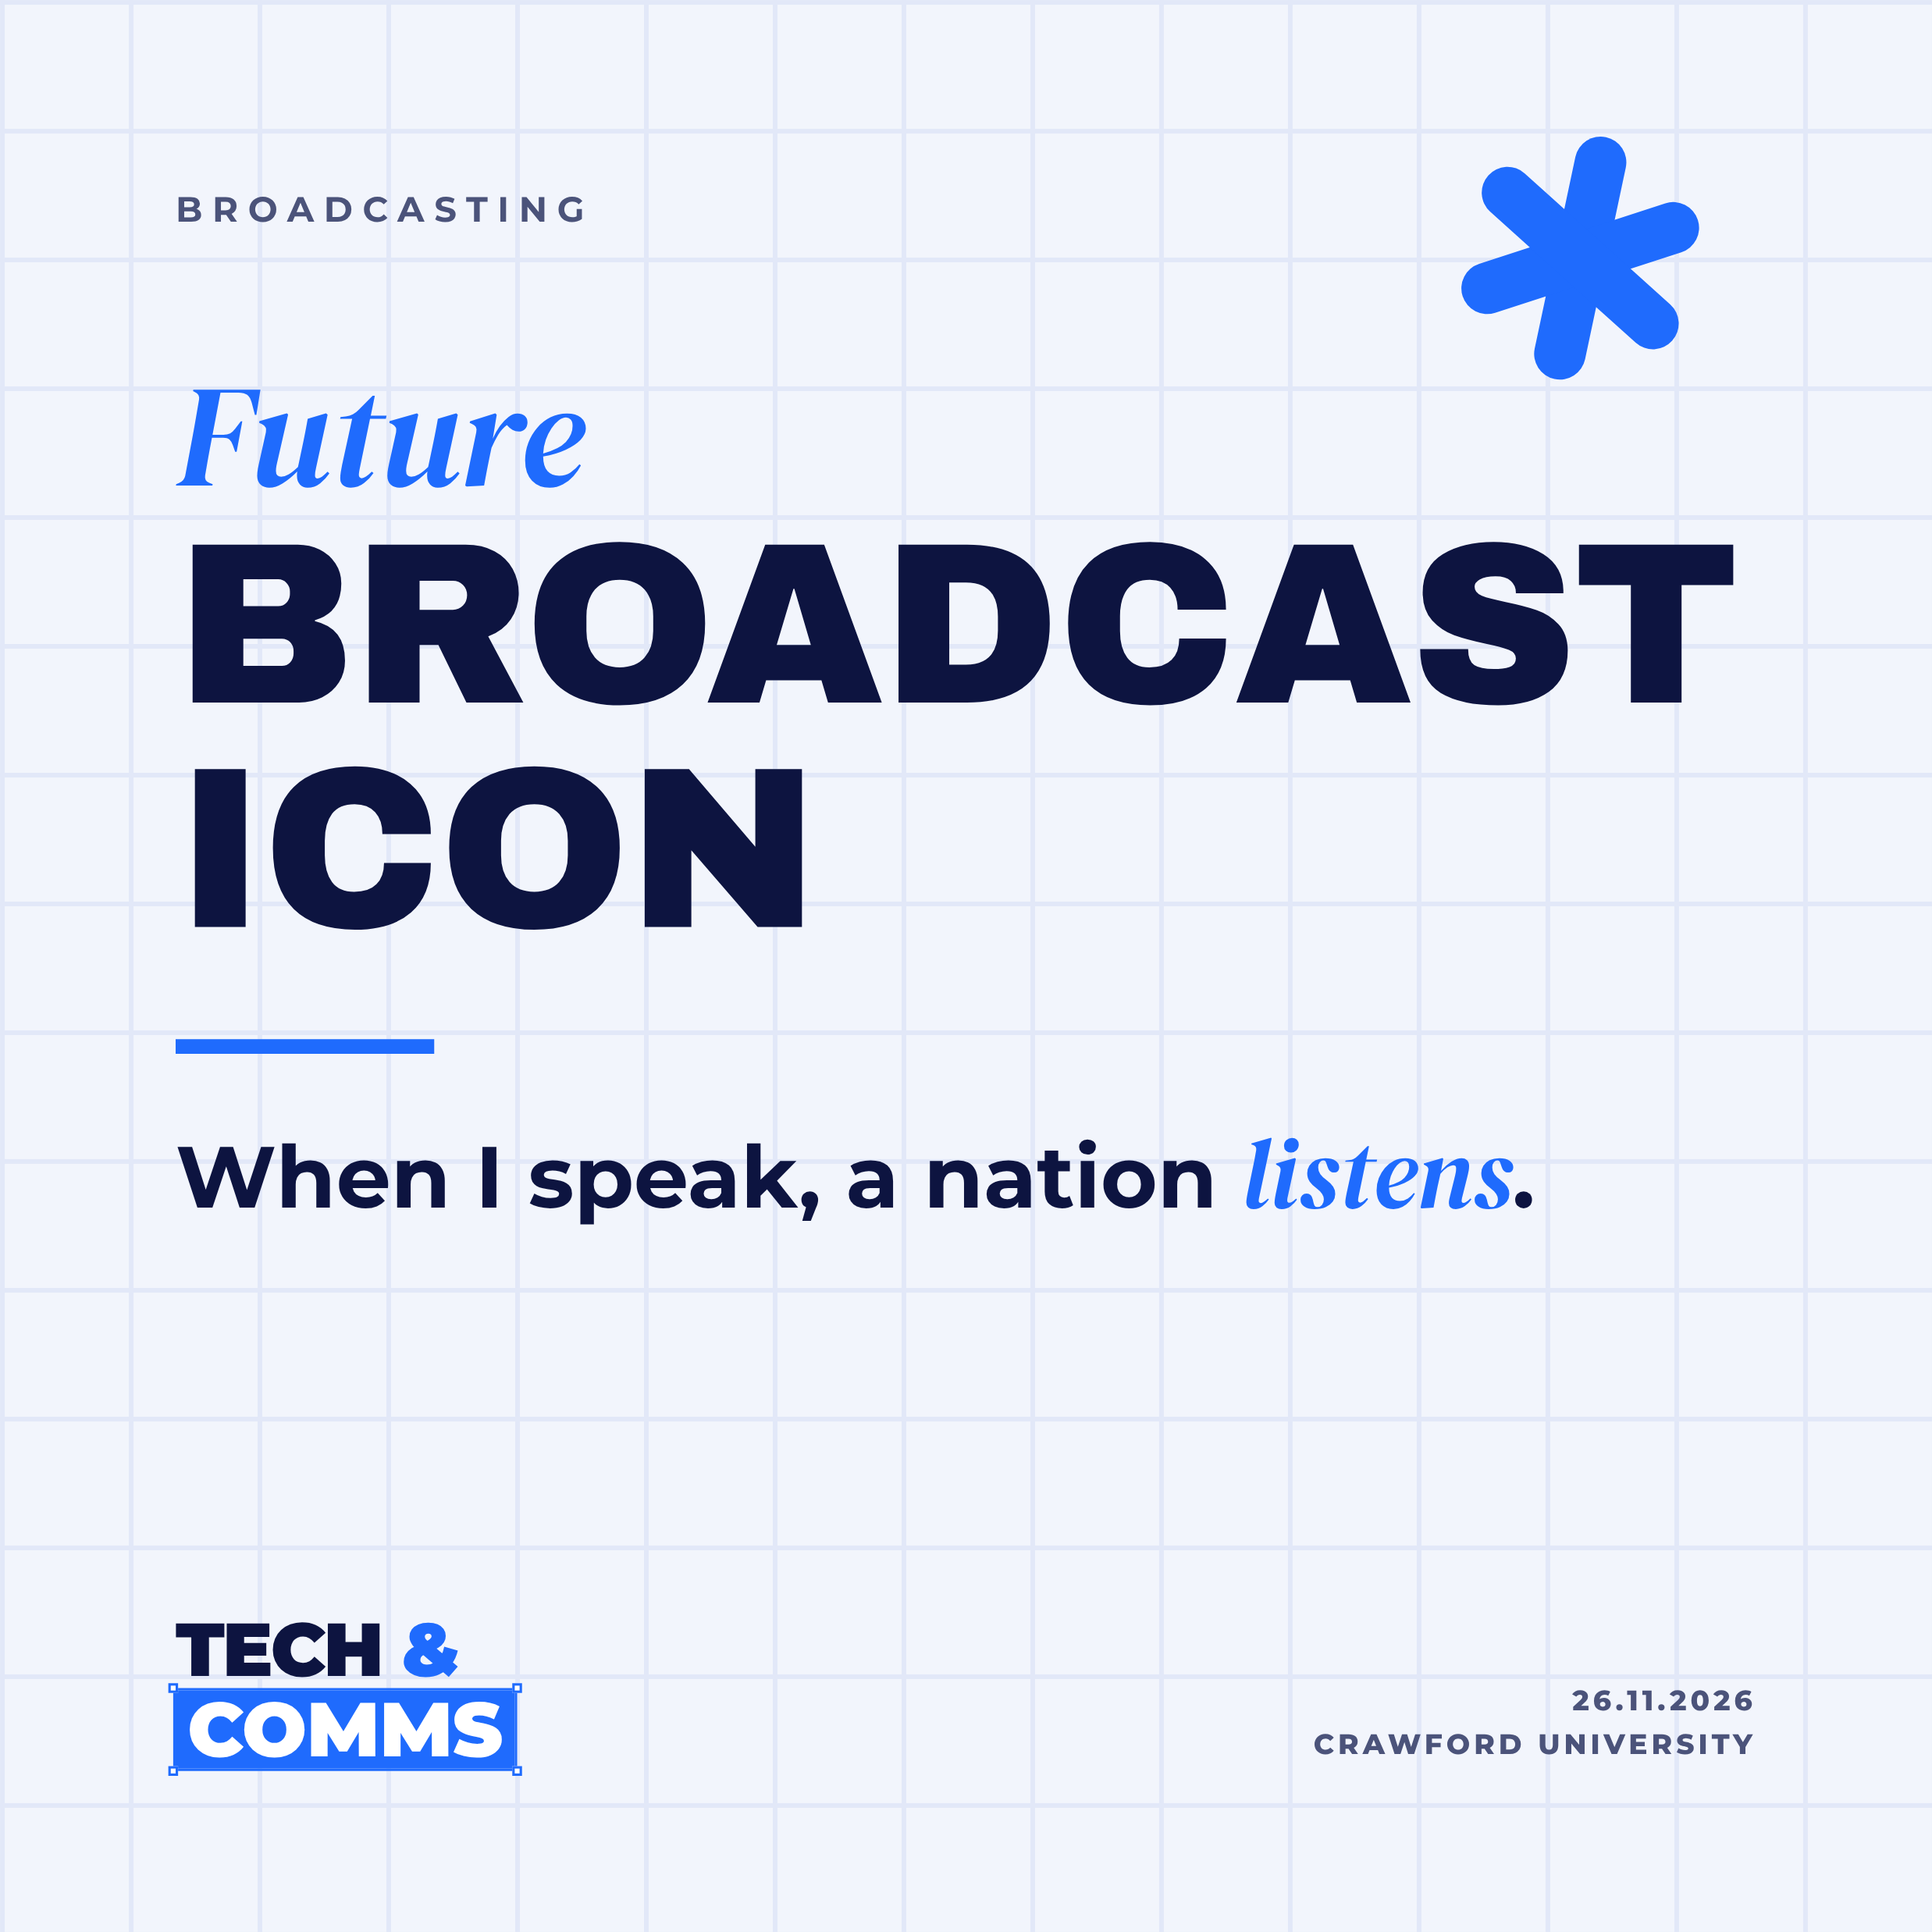 BROADCASTING
Future
BROADCAST
ICON
When I speak, a nation listens.
TECH &
COMMS
26.11.2026
CRAWFORD UNIVERSITY